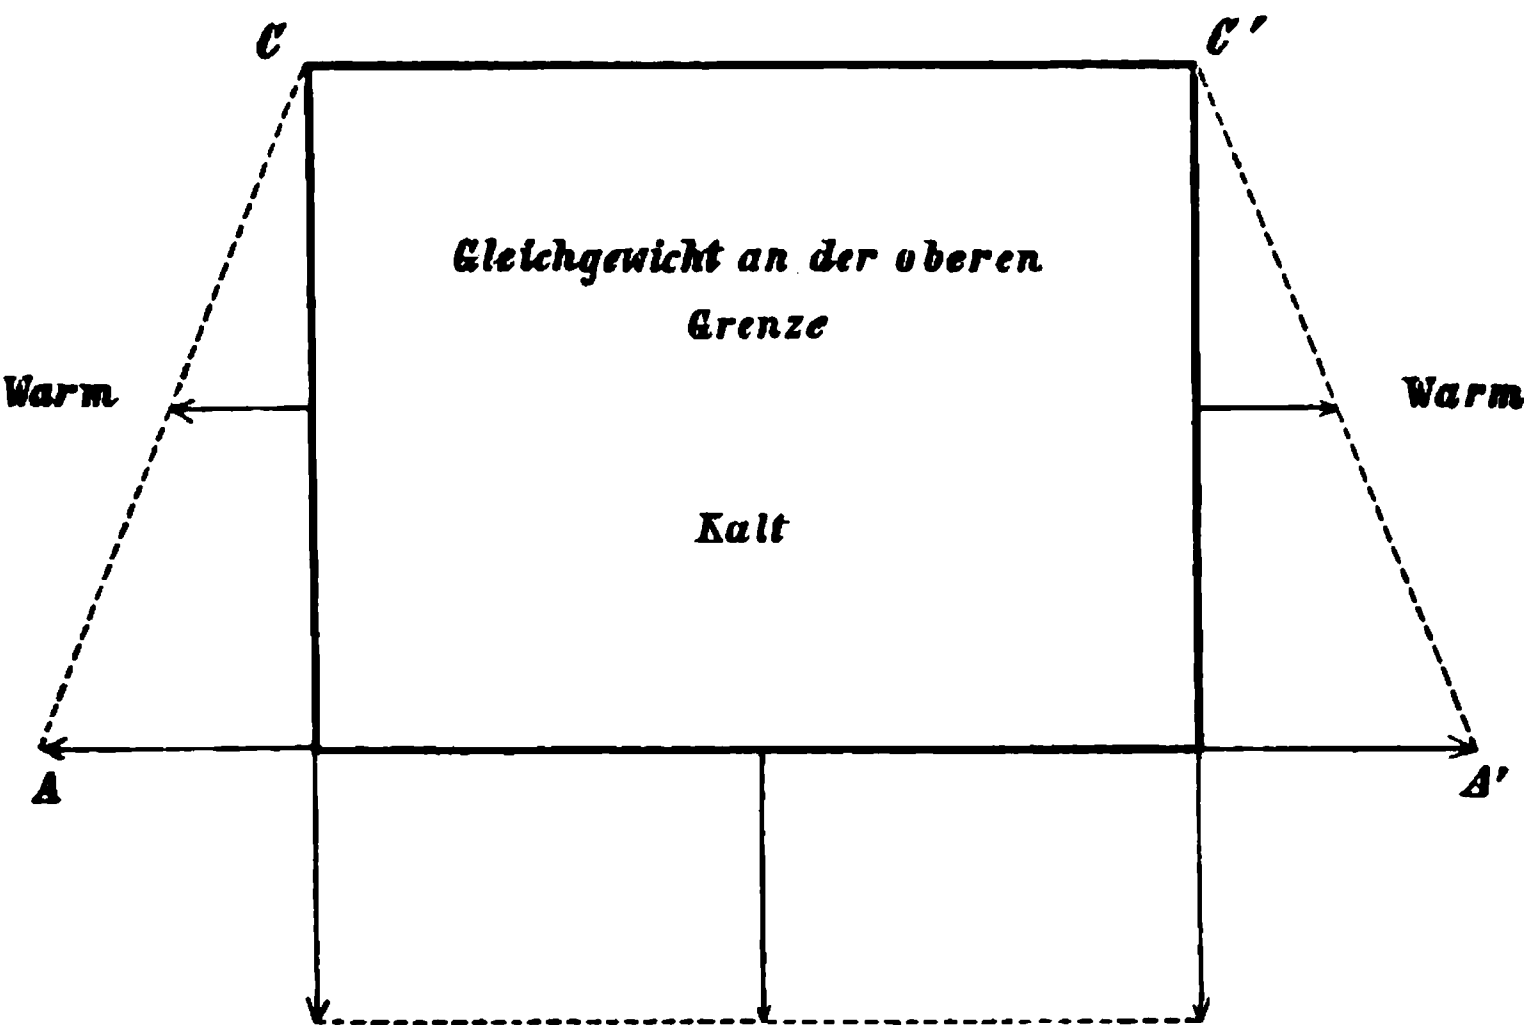 C
C'
Gleichgewicht an der oberen
Grenze
Warm
Warm
Kalt
A
A'